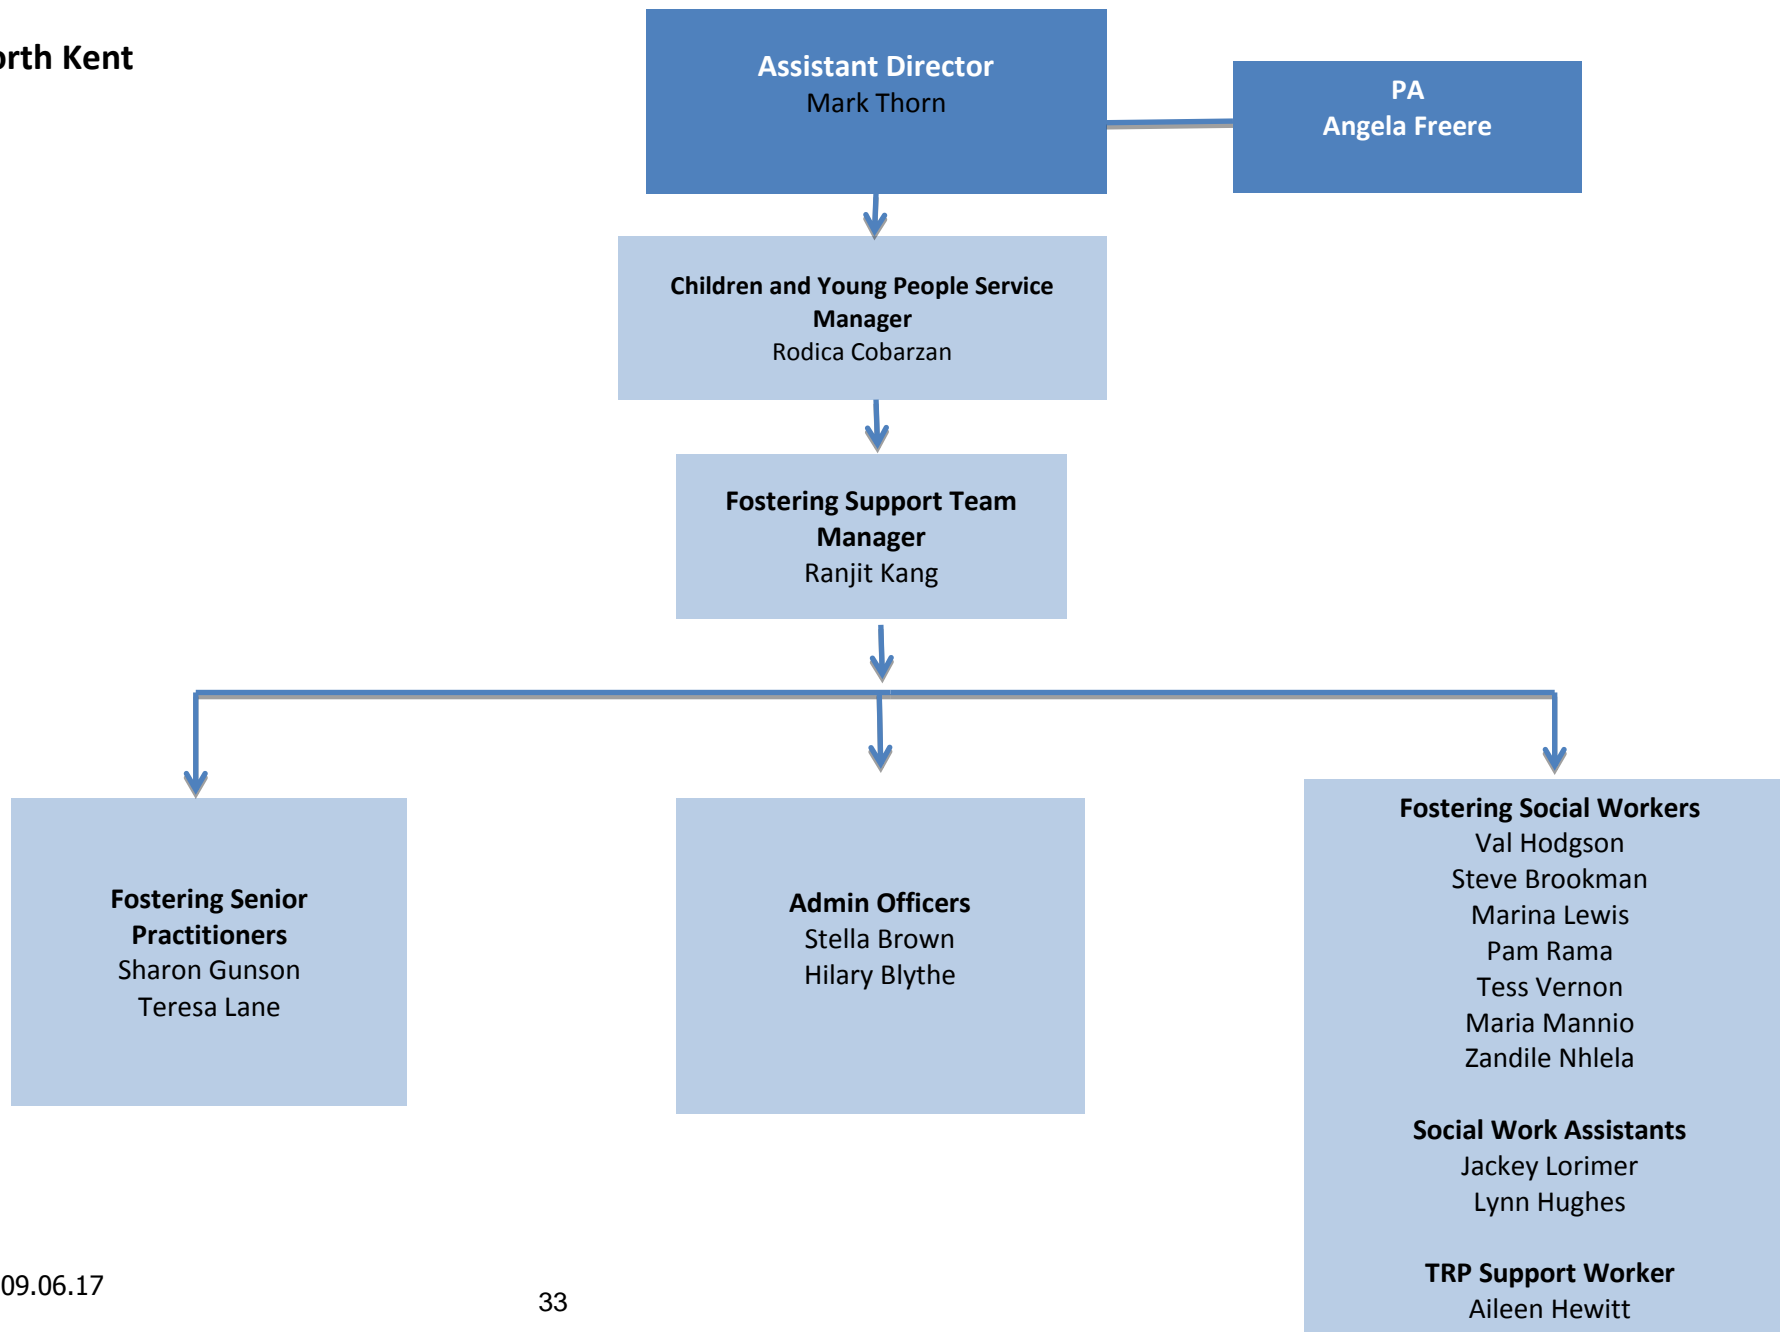 orth Kent
Assistant Director
Mark Thorn
PA
Angela Freere
Children and Young People Service
Manager
Rodica Cobarzan
Fostering Support Team
Manager
Ranjit Kang
Fostering Senior
Practitioners
Sharon Gunson
Teresa Lane
Admin Officers
Stella Brown
Hilary Blythe
Fostering Social Workers
Val Hodgson
Steve Brookman
Marina Lewis
Pam Rama
Tess Vernon
Maria Mannio
Zandile Nhlela
Social Work Assistants
Jackey Lorimer
Lynn Hughes
TRP Support Worker
Aileen Hewitt
09.06.17
33